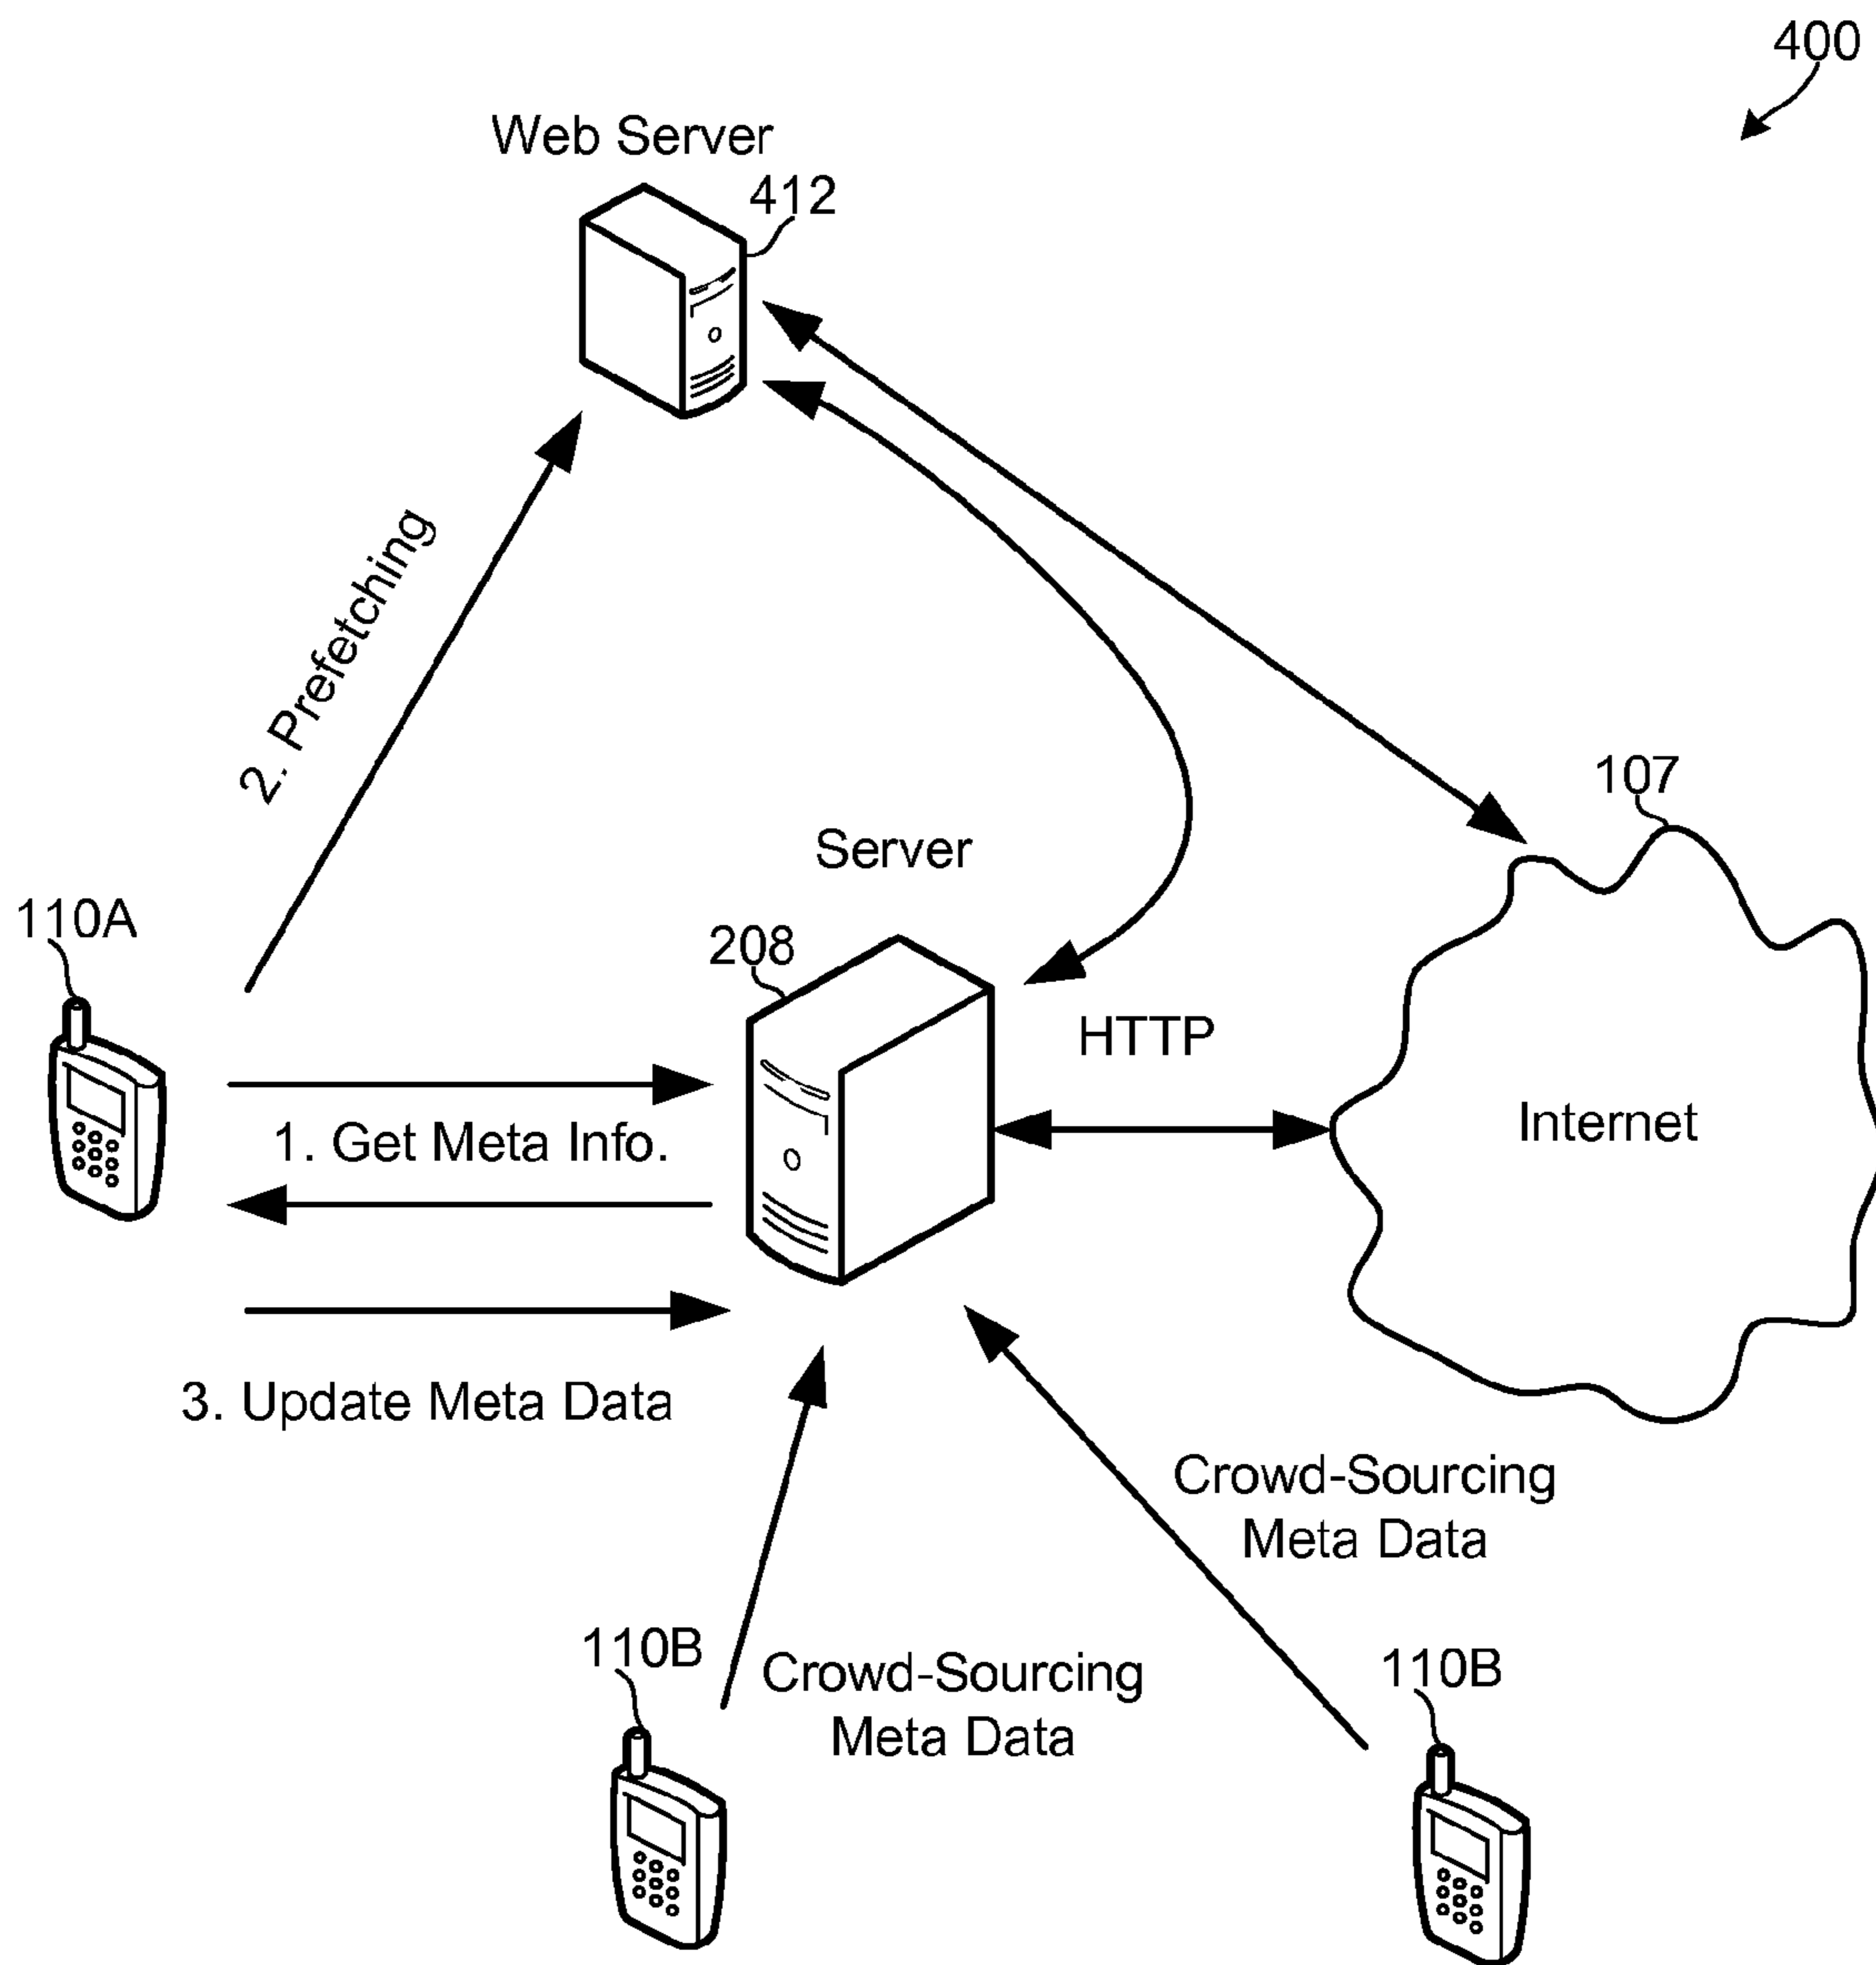 400
Web Server
412
2. Prefetching
107
Server
110A
208
HTTP
Internet
1. Get Meta Info.
3. Update Meta Data
Crowd-Sourcing
Meta Data
110B
Crowd-Sourcing
Meta Data
110B